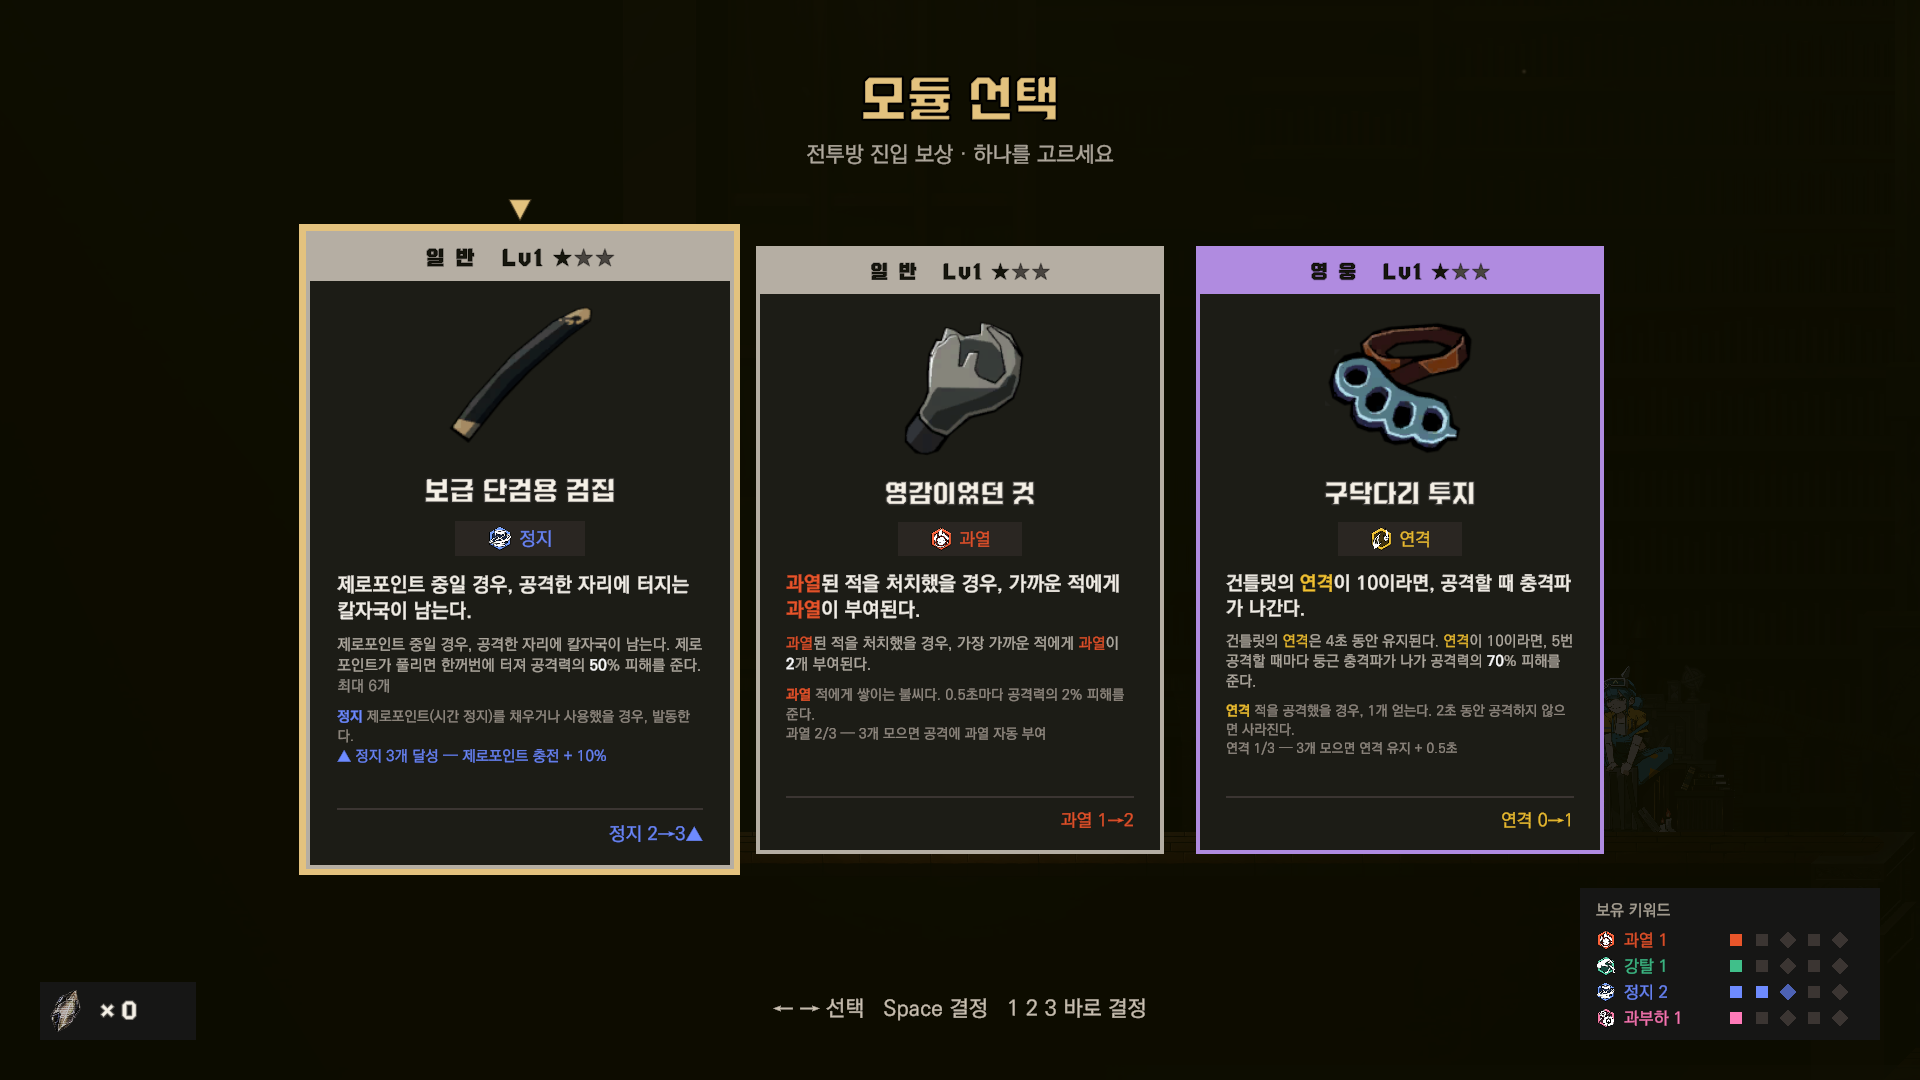 모듈 선택
전투방 진입 보상 · 하나를 고르세요
일반 Lv1 ★★★
보급 단검용 검집
정지
제로포인트 중일 경우, 공격한 자리에 터지는
칼자국이 남는다.
제로포인트 중일 경우, 공격한 자리에 칼자국이 남는다. 제로
포인트가 풀리면 한꺼번에 터져 공격력의 50% 피해를 준다.
최대 6개
정지 제로포인트(시간 정지)를 채우거나 사용했을 경우, 발동한
다.
▲ 정지 3개 달성 — 제로포인트 충전 + 10%
정지 2→3▲
일반 Lv1 ★★★
영감이었던 것
과열
과열된 적을 처치했을 경우, 가까운 적에게
과열이 부여된다.
과열된 적을 처치했을 경우, 가장 가까운 적에게 과열이
2개 부여된다.
과열 적에게 쌓이는 불씨다. 0.5초마다 공격력의 2% 피해를
준다.
과열 2/3 — 3개 모으면 공격에 과열 자동 부여
과열 1→2
영웅 Lv1 ★★★
구닥다리 투지
연격
건틀릿의 연격이 10이라면, 공격할 때 충격파
가 나간다.
건틀릿의 연격은 4초 동안 유지된다. 연격이 10이라면, 5번
공격할 때마다 둥근 충격파가 나가 공격력의 70% 피해를
준다.
연격 적을 공격했을 경우, 1개 얻는다. 2초 동안 공격하지 않으
면 사라진다.
연격 1/3 — 3개 모으면 연격 유지 + 0.5초
연격 0→1
보유 키워드
과열 1
강탈 1
정지 2
과부하 1
× 0
←→ 선택 Space 결정 1 2 3 바로 결정